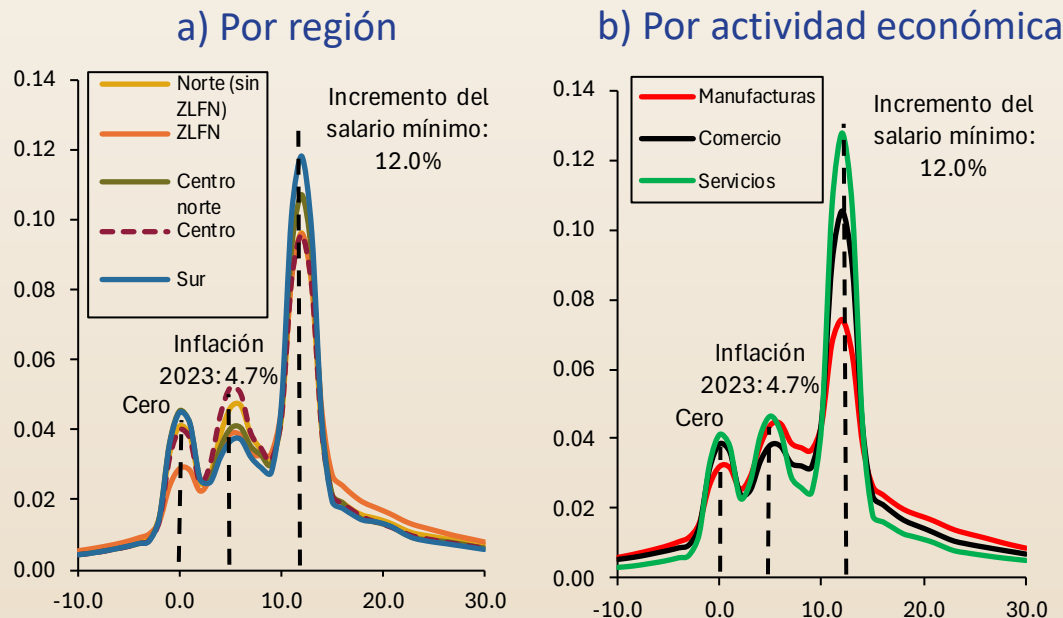 a) Por región
0.14
0.12
0.10
0.08
0.06
0.04
0.02
0.00
-10.0 0.0 10.0 20.0 30.0
Norte (sin
ZLFN)
ZLFN
Centro
norte
Centro
Sur
Incremento del
salario mínimo:
12.0%
Inflación
2023: 4.7%
Cero
b) Por actividad económica
0.14
0.12
0.10
0.08
0.06
0.04
0.02
0.00
-10.0 0.0 10.0 20.0 30.0
Manufacturas
Comercio
Servicios
Incremento del
salario mínimo:
12.0%
Inflación
2023: 4.7%
Cero